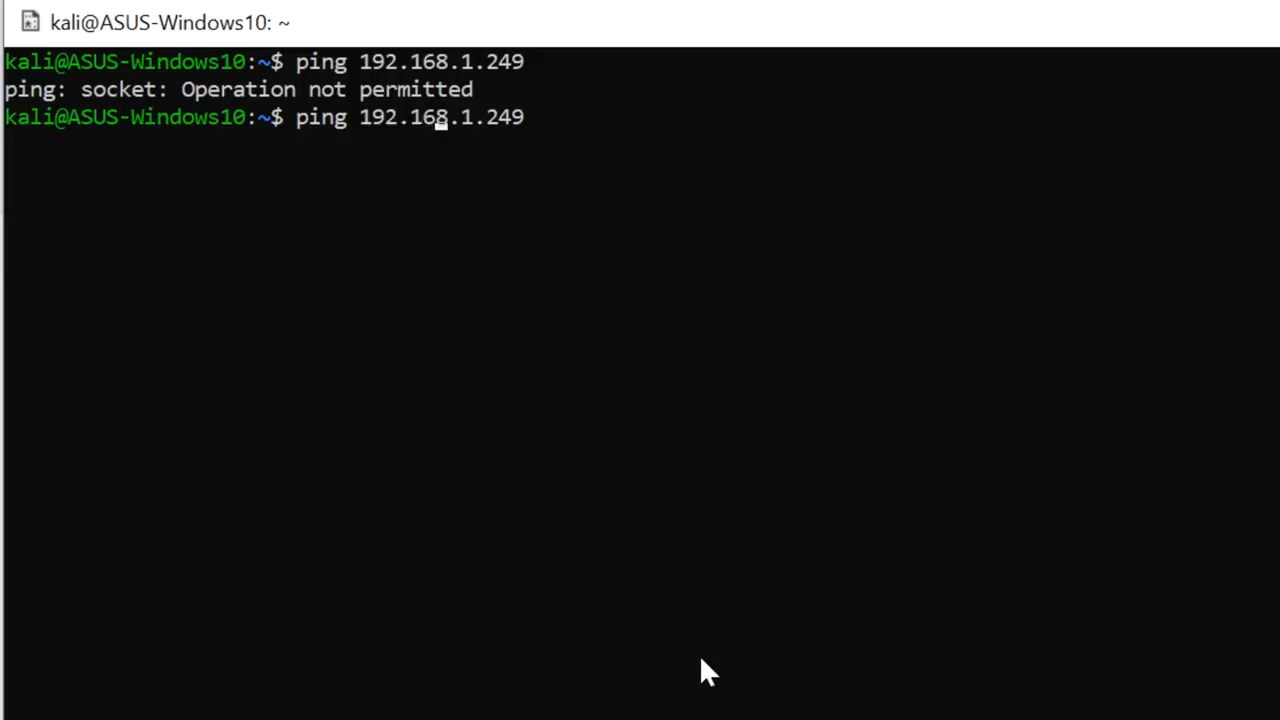 kali@ASUS-Windows10: ~
kali@ASUS-Windows10:~$ ping 192.168.1.249
ping: socket: Operation not permitted
kali@ASUS-Windows10:~$ ping 192.168.1.249